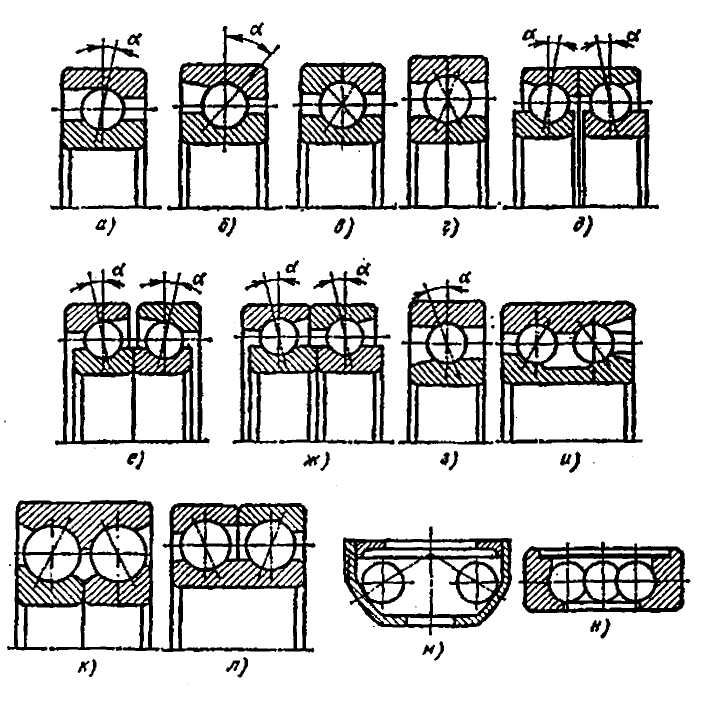 α α α α
а) б) в) г) д)
α α α α α
е) ж) з) и)
к) л) м) н)